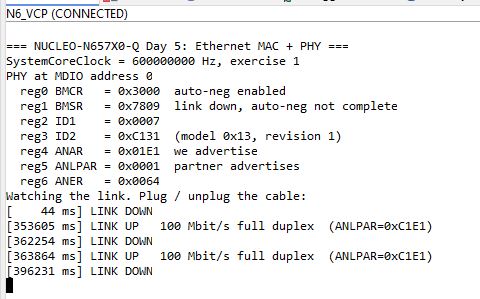 N6_VCP (CONNECTED)
=== NUCLEO-N657X0-Q Day 5: Ethernet MAC + PHY ===
SystemCoreClock = 600000000 Hz, exercise 1
PHY at MDIO address 0
  reg0 BMCR   = 0x3000  auto-neg enabled
  reg1 BMSR   = 0x7809  link down, auto-neg not complete
  reg2 ID1    = 0x0007
  reg3 ID2    = 0xC131  (model 0x13, revision 1)
  reg4 ANAR   = 0x01E1  we advertise
  reg5 ANLPAR = 0x0001  partner advertises
  reg6 ANER   = 0x0064
Watching the link. Plug / unplug the cable:
[    44 ms] LINK DOWN
[353605 ms] LINK UP   100 Mbit/s full duplex  (ANLPAR=0xC1E1)
[362254 ms] LINK DOWN
[363864 ms] LINK UP   100 Mbit/s full duplex  (ANLPAR=0xC1E1)
[396231 ms] LINK DOWN